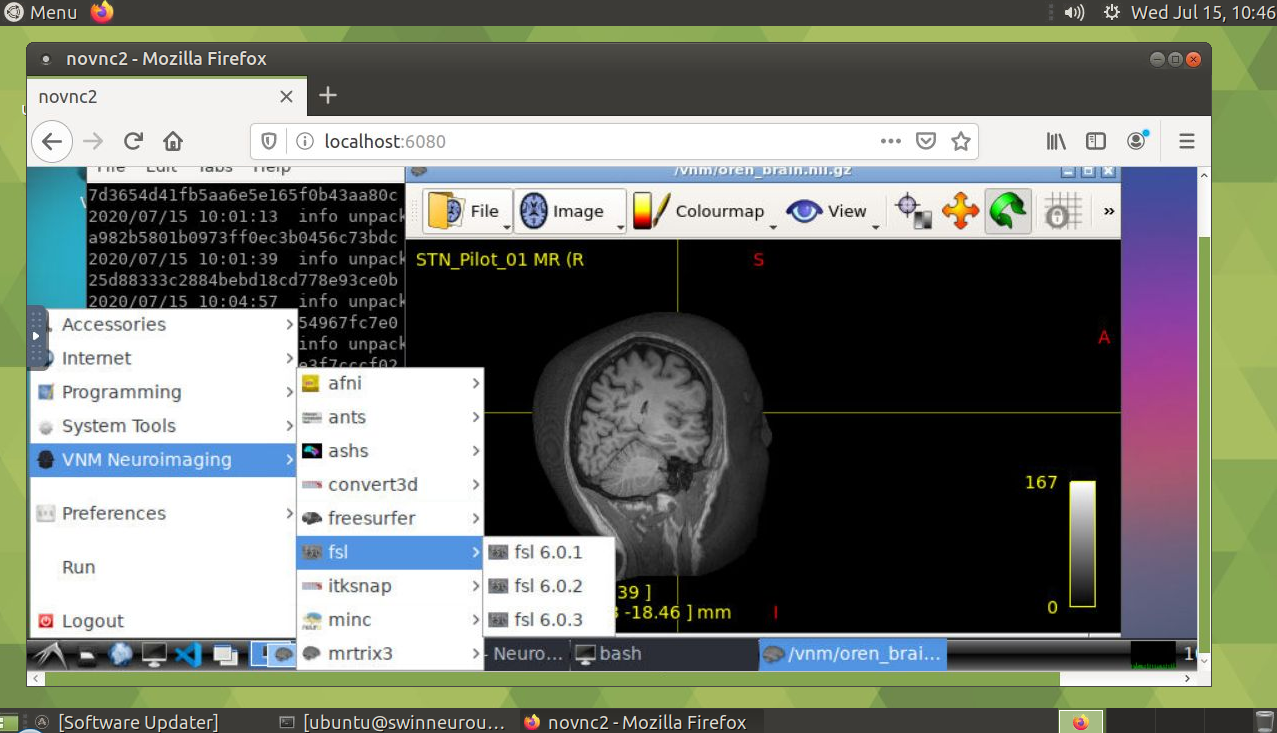 Menu
Wed Jul 15, 10:46
novnc2 - Mozilla Firefox
novnc2
localhost:6080
File Edit Tabs Help
/vnm/oren_brain.nii.gz
7d3654d41fb5aa6e5e165f0b43aa80c
2020/07/15 10:01:13 info unpack
a982b5801b0973ff0ec3b0456c73bdc
2020/07/15 10:01:39 info unpack
25d88333c2884bebd18cd778e93ce0b
2020/07/15 10:04:57 info unpack
54967fc7e0
info unpack
e3f7cccf02
File
Image
Colourmap
View
»
STN_Pilot_01 MR (R
S
A
I
167
0
39 ]
-18.46 ] mm
Accessories
Internet
Programming
System Tools
VNM Neuroimaging
Preferences
Run
Logout
afni
ants
ashs
convert3d
freesurfer
fsl
itksnap
minc
mrtrix3
fsl 6.0.1
fsl 6.0.2
fsl 6.0.3
- Neuro...
bash
/vnm/oren_brai...
[Software Updater]
[ubuntu@swinneurou...
novnc2 - Mozilla Firefox